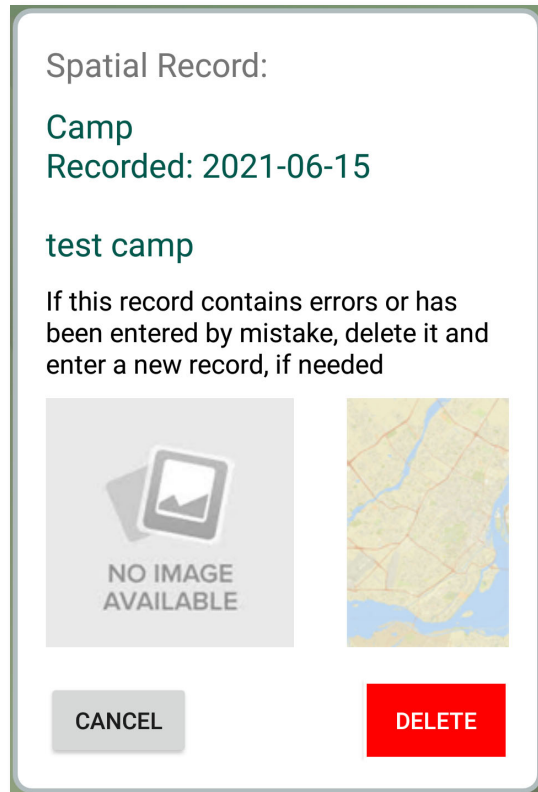 Spatial Record:
Camp
Recorded: 2021-06-15
test camp
If this record contains errors or has
been entered by mistake, delete it and
enter a new record, if needed
NO IMAGE
AVAILABLE
CANCEL
DELETE